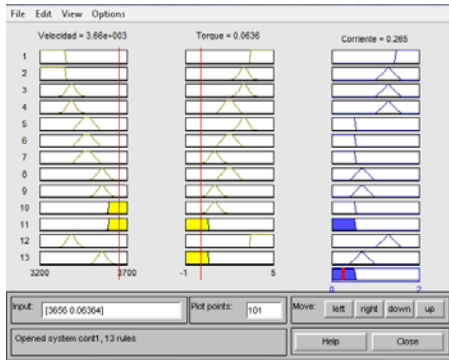 File Edit View Options
Velocidad = 3.66e+003 Torque = 0.0636 Corriente = 0.265
1
2
3
4
5
6
7
8
9
10
11
12
13
3200 3700 -1 5
0 2
Input: [3656 0.06364] Plot points: 101 Move: left right down up
Opened system cont1, 13 rules Help Close